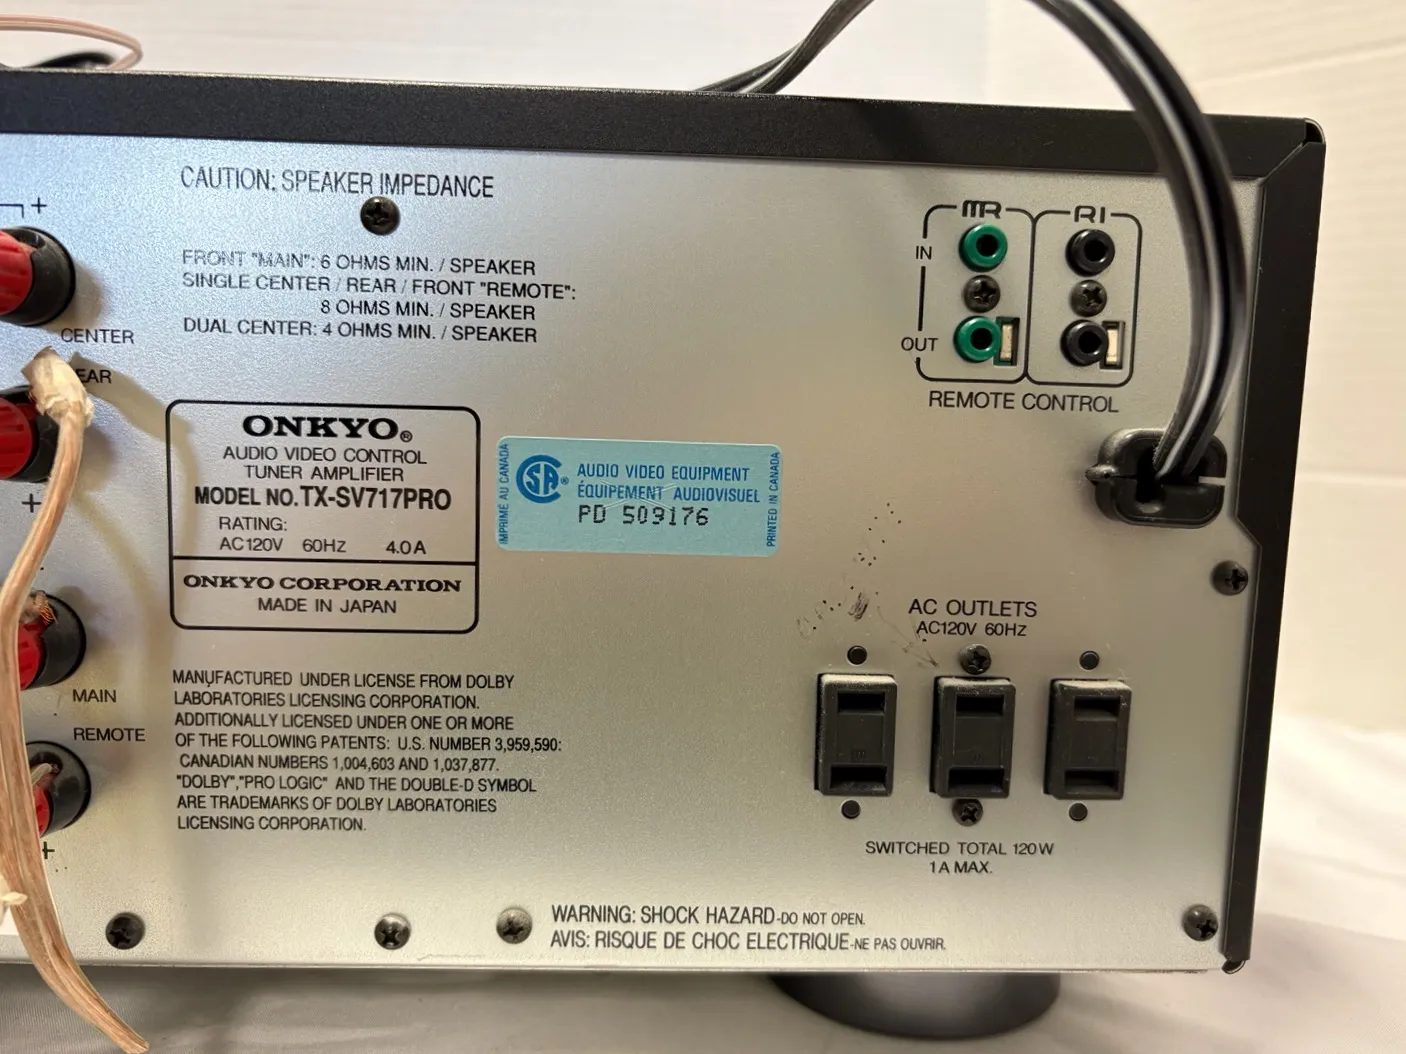 CAUTION: SPEAKER IMPEDANCE
+
FRONT "MAIN": 6 OHMS MIN. / SPEAKER
SINGLE CENTER / REAR / FRONT "REMOTE":
8 OHMS MIN. / SPEAKER
DUAL CENTER: 4 OHMS MIN. / SPEAKER
CENTER
+
MAIN
REMOTE
+
ONKYO®
AUDIO VIDEO CONTROL
TUNER AMPLIFIER
MODEL NO. TX-SV717PRO
RATING:
AC120V 60HZ 4.0A
ONKYO CORPORATION
MADE IN JAPAN
IMPRIMÉ AU CANADA
CSA®
AUDIO VIDEO EQUIPMENT
ÉQUIPEMENT AUDIOVISUEL
PD 509176
PRINTED IN CANADA
MANUFACTURED UNDER LICENSE FROM DOLBY
LABORATORIES LICENSING CORPORATION.
ADDITIONALLY LICENSED UNDER ONE OR MORE
OF THE FOLLOWING PATENTS: U.S. NUMBER 3,959,590:
CANADIAN NUMBERS 1,004,603 AND 1,037,877.
"DOLBY","PRO LOGIC" AND THE DOUBLE-D SYMBOL
ARE TRADEMARKS OF DOLBY LABORATORIES
LICENSING CORPORATION.
MR RI
IN
OUT
REMOTE CONTROL
AC OUTLETS
AC120V 60HZ
SWITCHED TOTAL 120W
1A MAX.
WARNING: SHOCK HAZARD-DO NOT OPEN.
AVIS: RISQUE DE CHOC ELECTRIQUE-NE PAS OUVRIR.